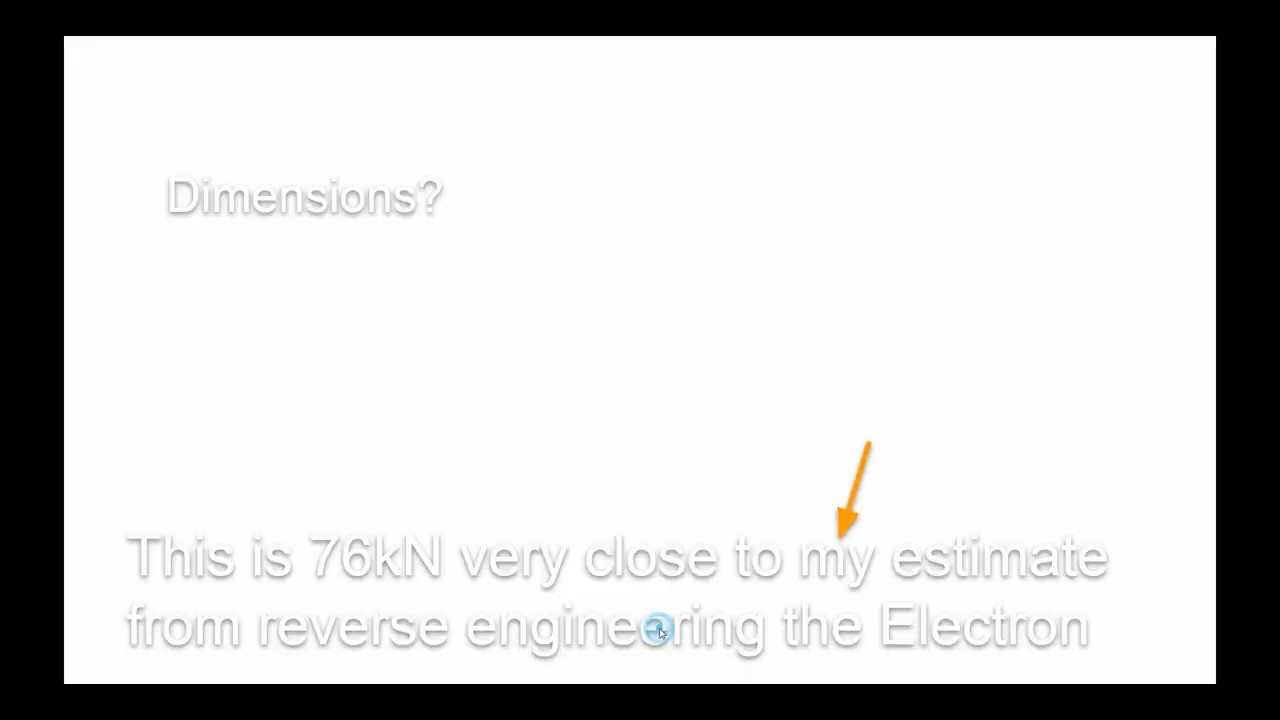 Dimensions?
This is 76kN very close to my estimate
from reverse engineering the Electron